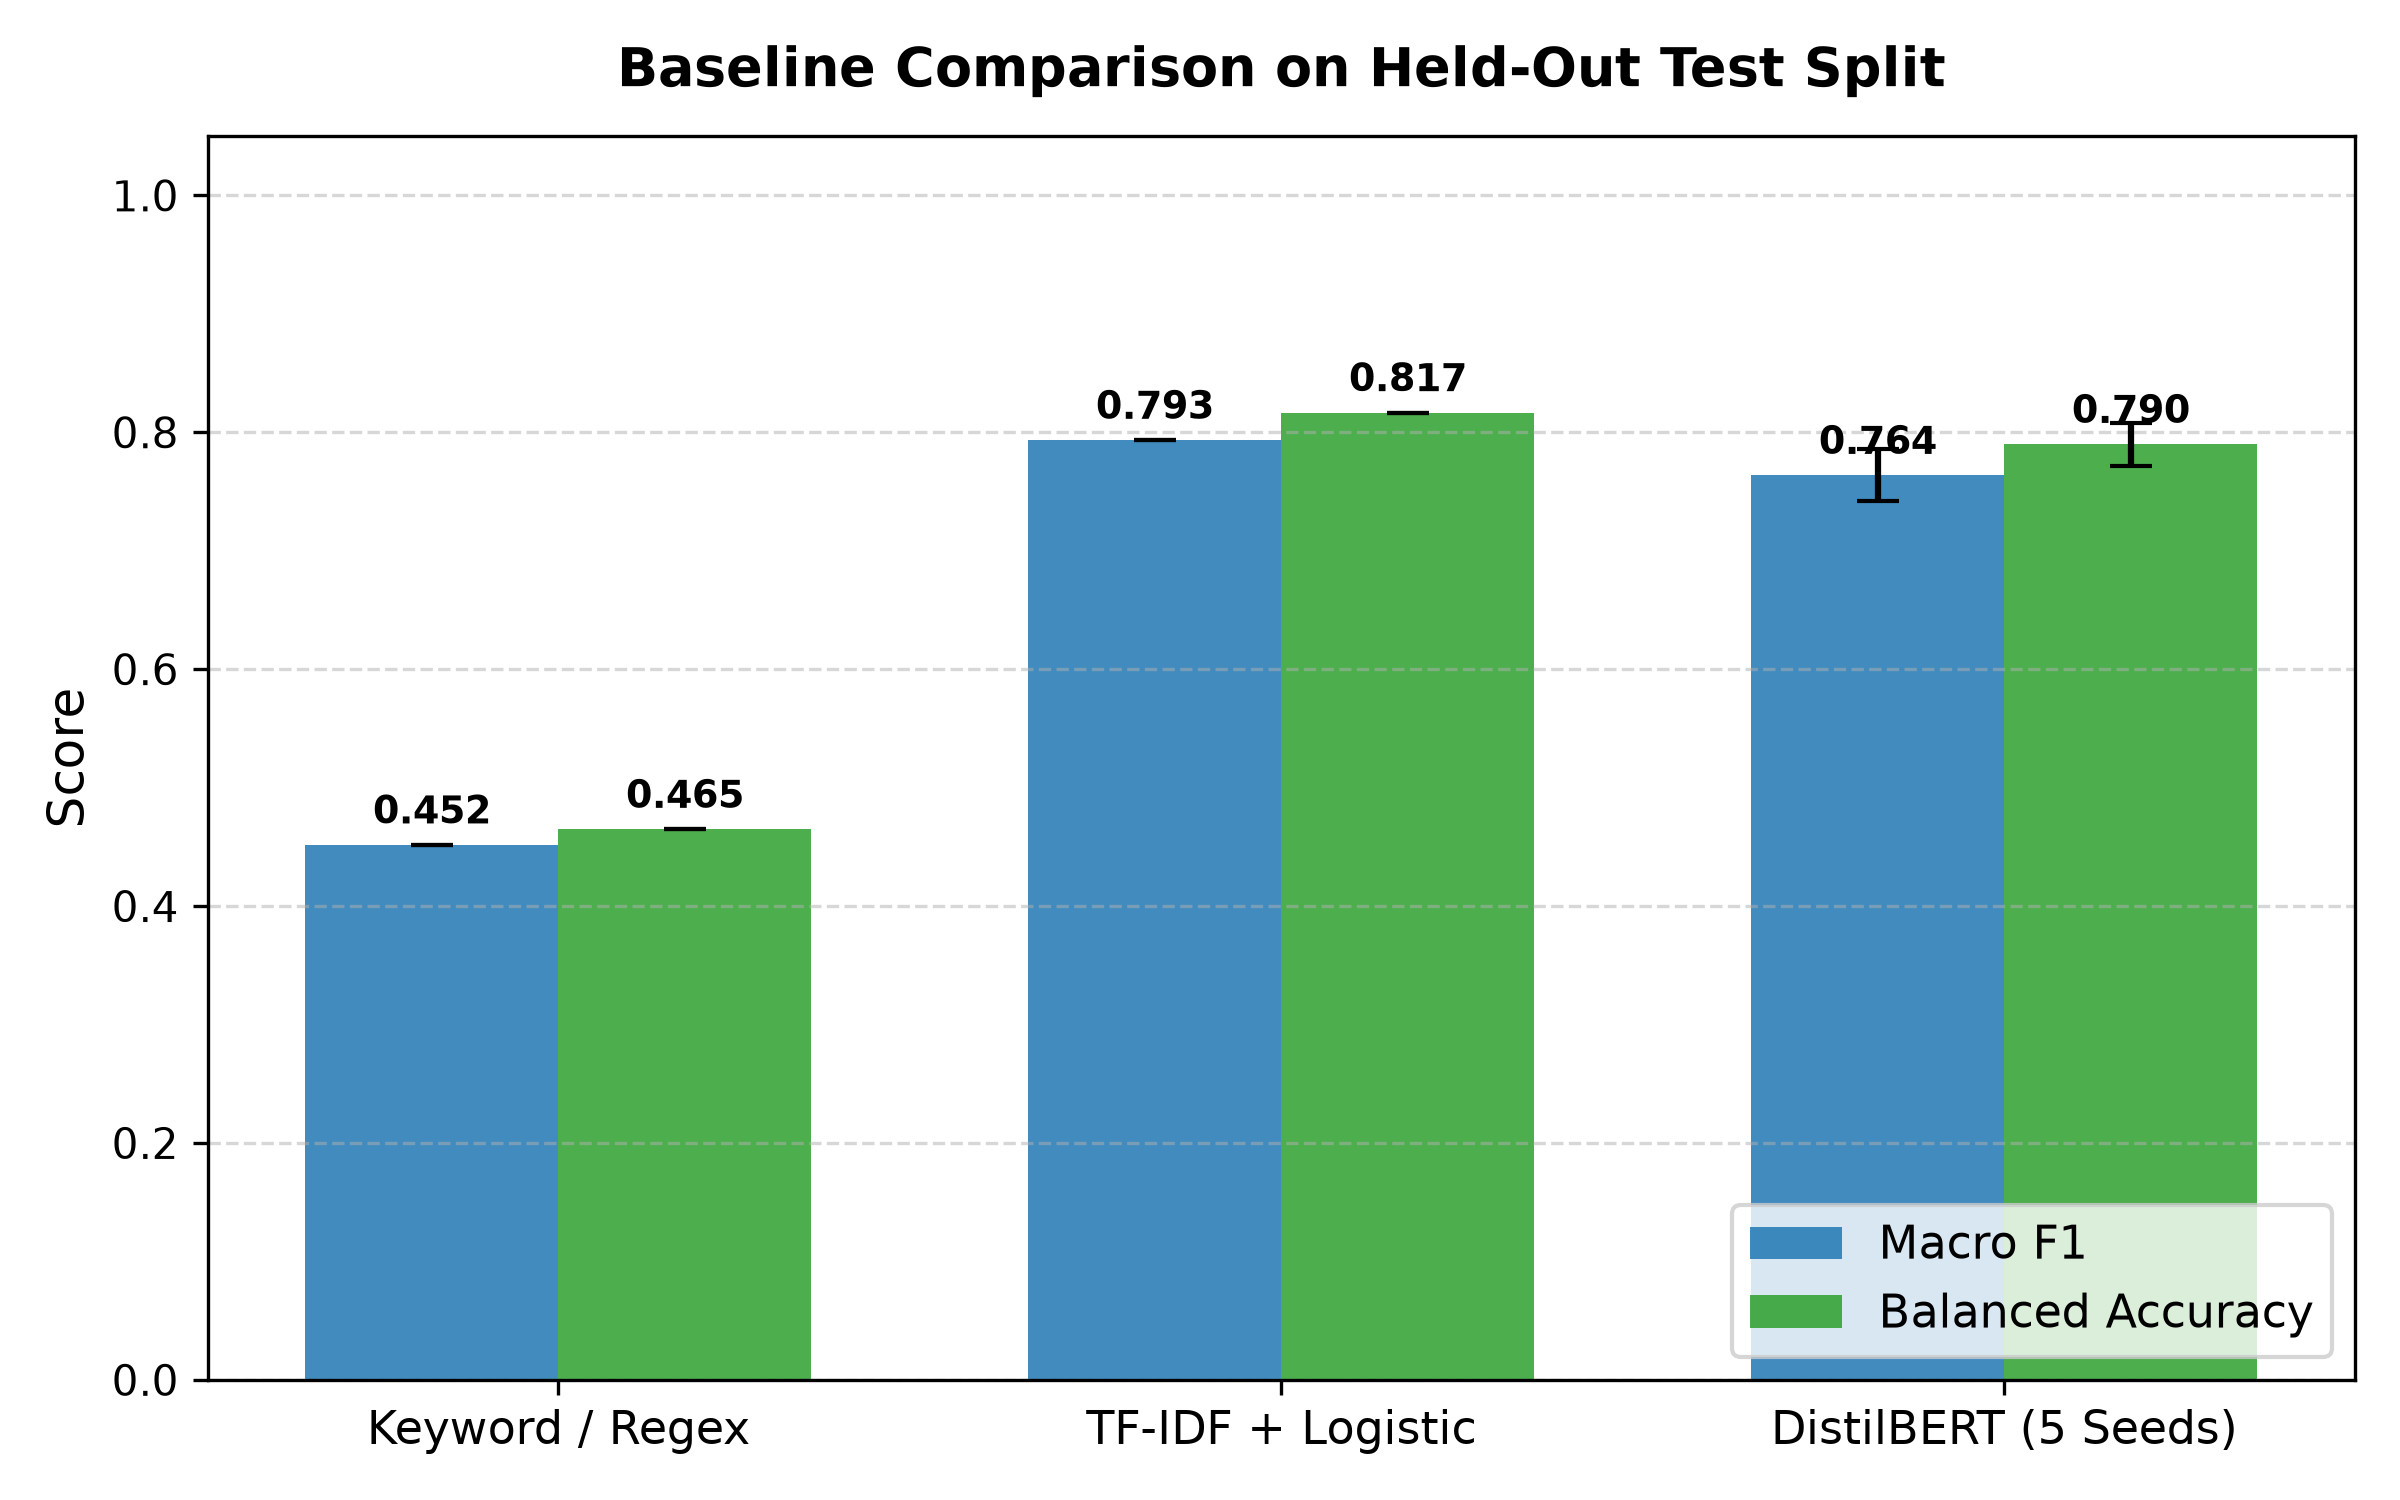 Baseline Comparison on Held-Out Test Split
Score
1.0
0.8
0.6
0.4
0.2
0.0
0.452
0.465
0.793
0.817
0.764
0.790
Keyword / Regex
TF-IDF + Logistic
DistilBERT (5 Seeds)
Macro F1
Balanced Accuracy